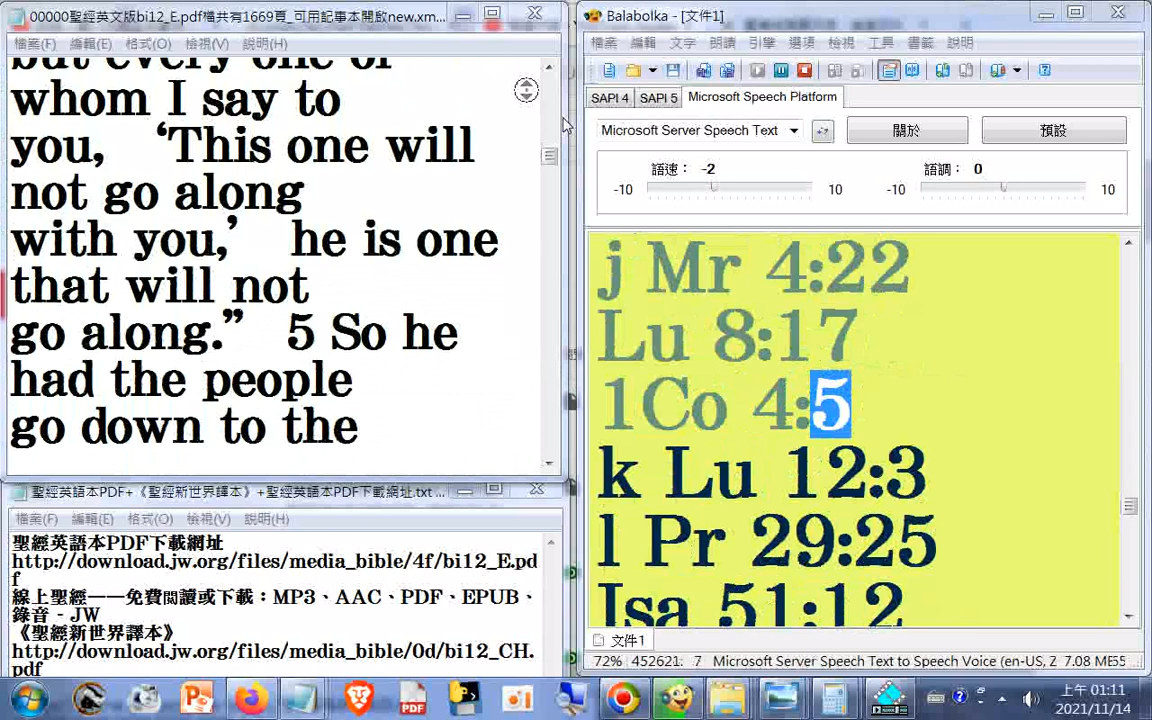 00000聖經英文版bi12_E.pdf檔共有1669頁_可用記事本開啟new.xm...
檔案(F) 編輯(E) 格式(O) 檢視(V) 說明(H)
but every one of
whom I say to
you, ‘This one will
not go along
with you,’ he is one
that will not
go along.” 5 So he
had the people
go down to the
聖經英語本PDF+《聖經新世界譯本》+聖經英語本PDF下載網址.txt ...
檔案(F) 編輯(E) 格式(O) 檢視(V) 說明(H)
聖經英語本PDF下載網址
http://download.jw.org/files/media_bible/4f/bi12_E.pd
f
線上聖經——免費閱讀或下載：MP3、AAC、PDF、EPUB、
錄音 - JW
《聖經新世界譯本》
http://download.jw.org/files/media_bible/0d/bi12_CH.
pdf
Balabolka - [文件1]
檔案 編輯 文字 朗讀 引擎 選項 檢視 工具 書籤 說明
SAPI 4 SAPI 5 Microsoft Speech Platform
Microsoft Server Speech Text 關於 預設
語速： -2 語調： 0
-10 10 -10 10
j Mr 4:22
Lu 8:17
1Co 4:5
k Lu 12:3
l Pr 29:25
Isa 51:12
文件1
72% 452621. 7 Microsoft Server Speech Text to Speech Voice (en-US, Z 7.08 ME55
上午 01:11
2021/11/14